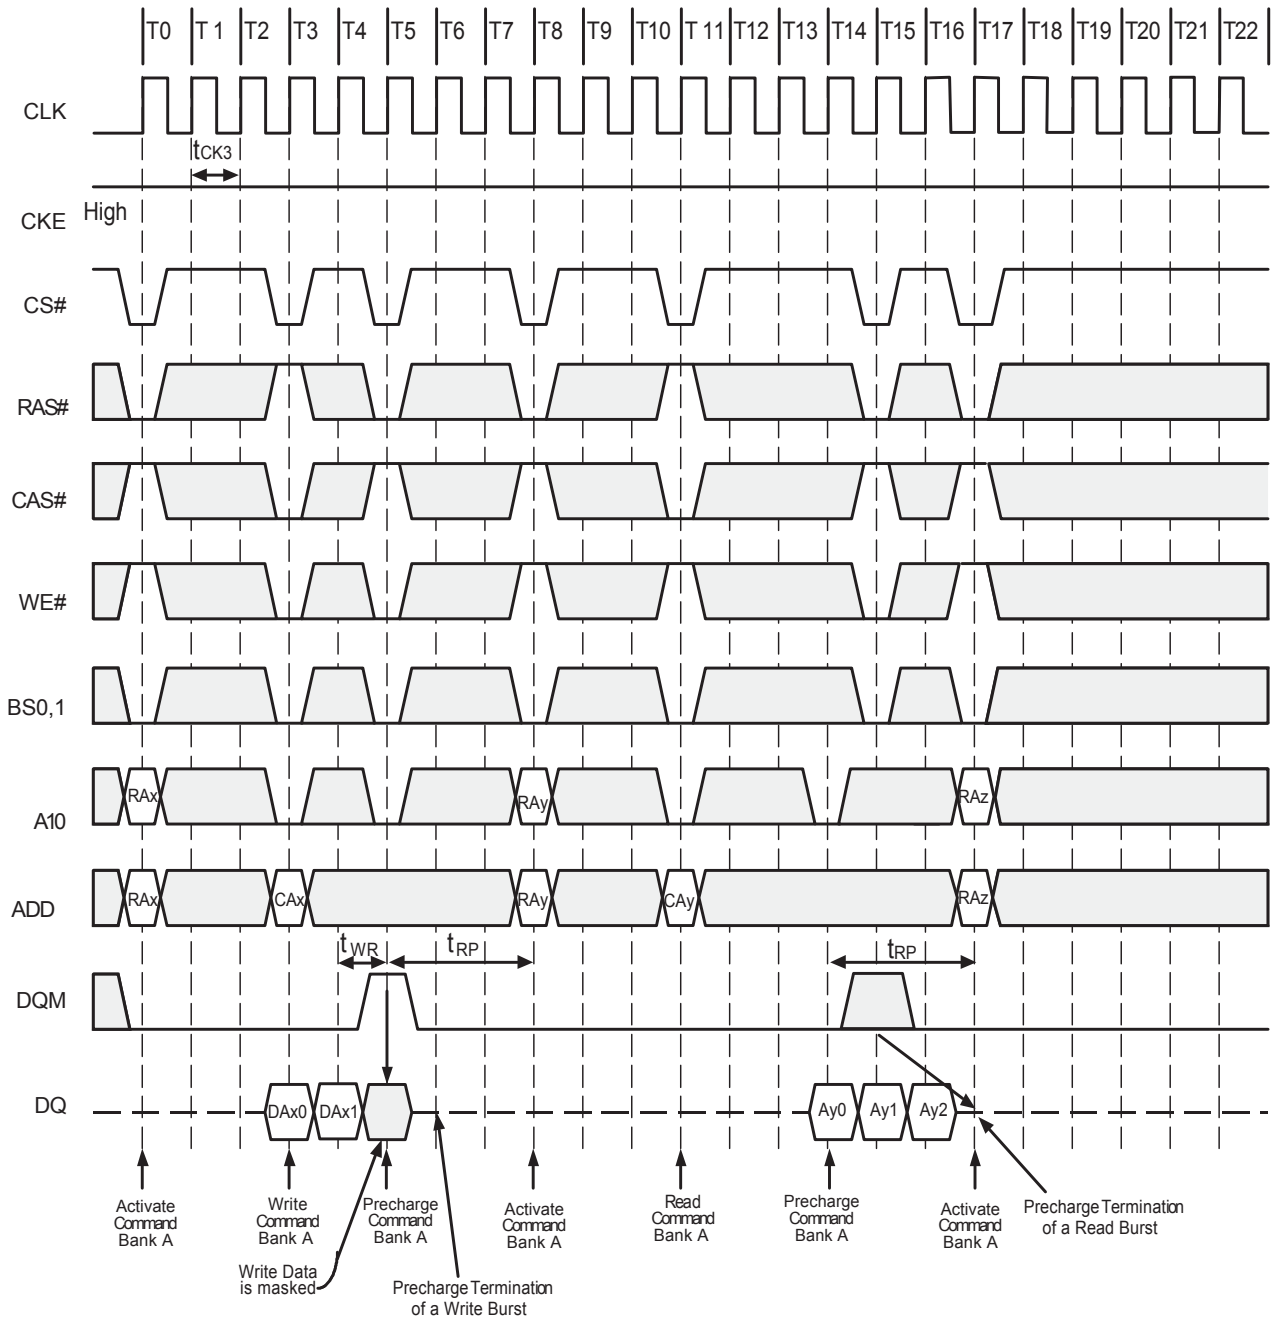 T0 T 1 T2 T3 T4 T5 T6 T7 T8 T9 T10 T 11 T12 T13 T14 T15 T16 T17 T18 T19 T20 T21 T22
CLK
tCK3
High
CKE
CS#
RAS#
CAS#
WE#
BS0,1
RAx RAy RAz
A10
RAx CAx RAy CAy RAz
ADD
tWR tRP tRP
DQM
DQ
DAx0 DAx1 Ay0 Ay1 Ay2
Activate
Command
Bank A
Write
Command
Bank A
Precharge
Command
Bank A
Activate
Command
Bank A
Read
Command
Bank A
Precharge
Command
Bank A
Activate
Command
Bank A
Precharge Termination
of a Read Burst
Write Data
is masked
Precharge Termination
of a Write Burst